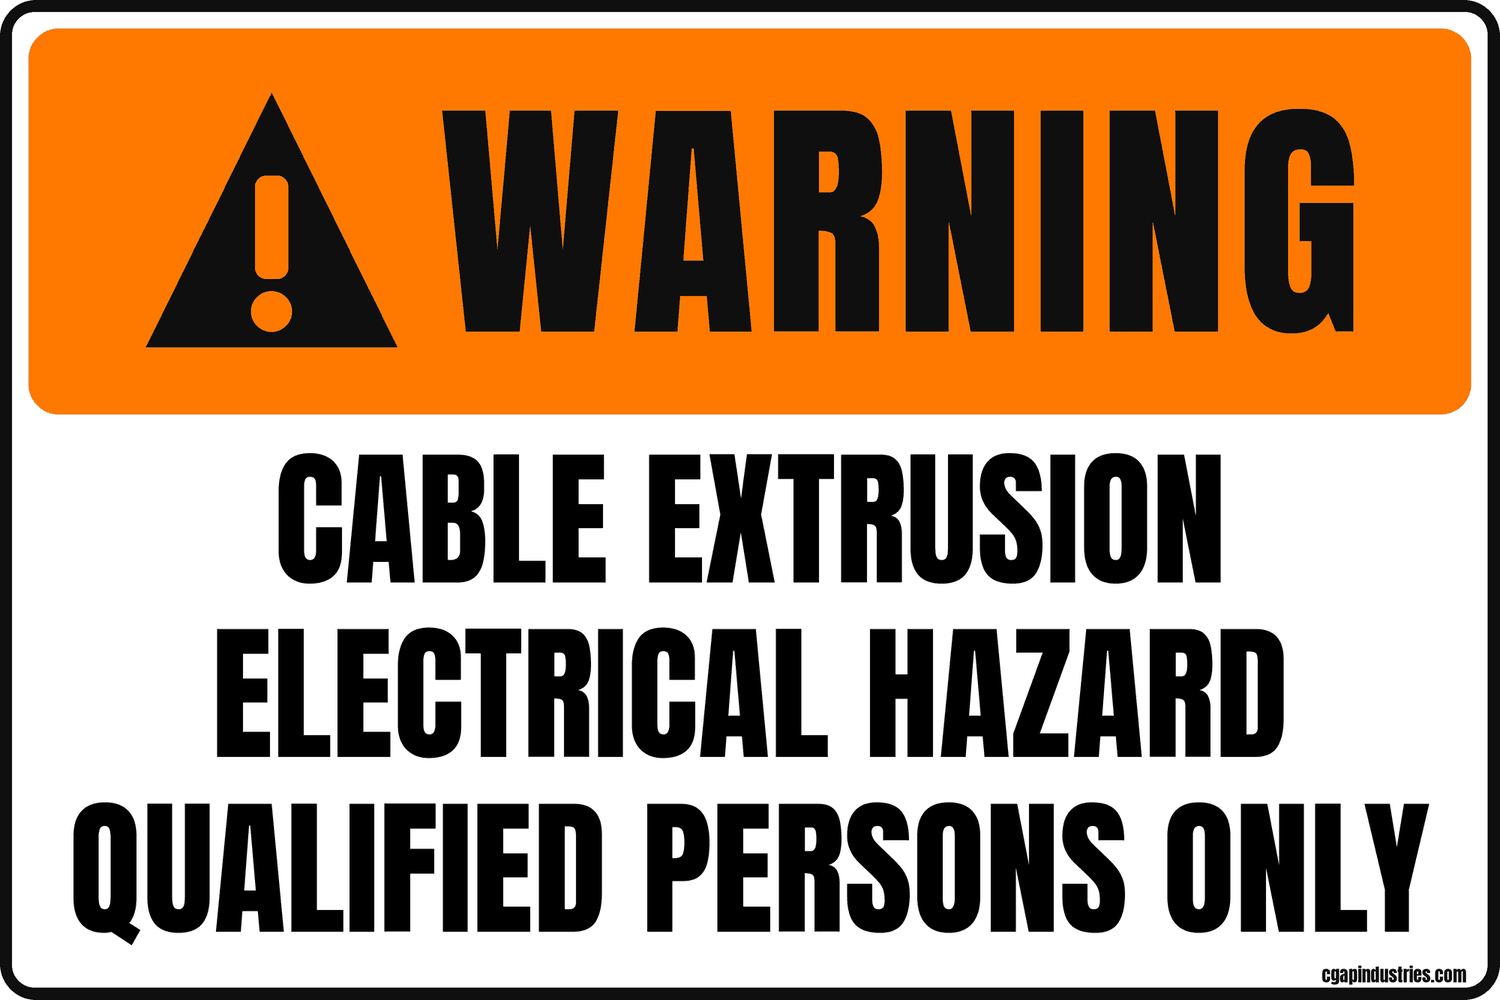 WARNING
CABLE EXTRUSION
ELECTRICAL HAZARD
QUALIFIED PERSONS ONLY
cgapindustries.com